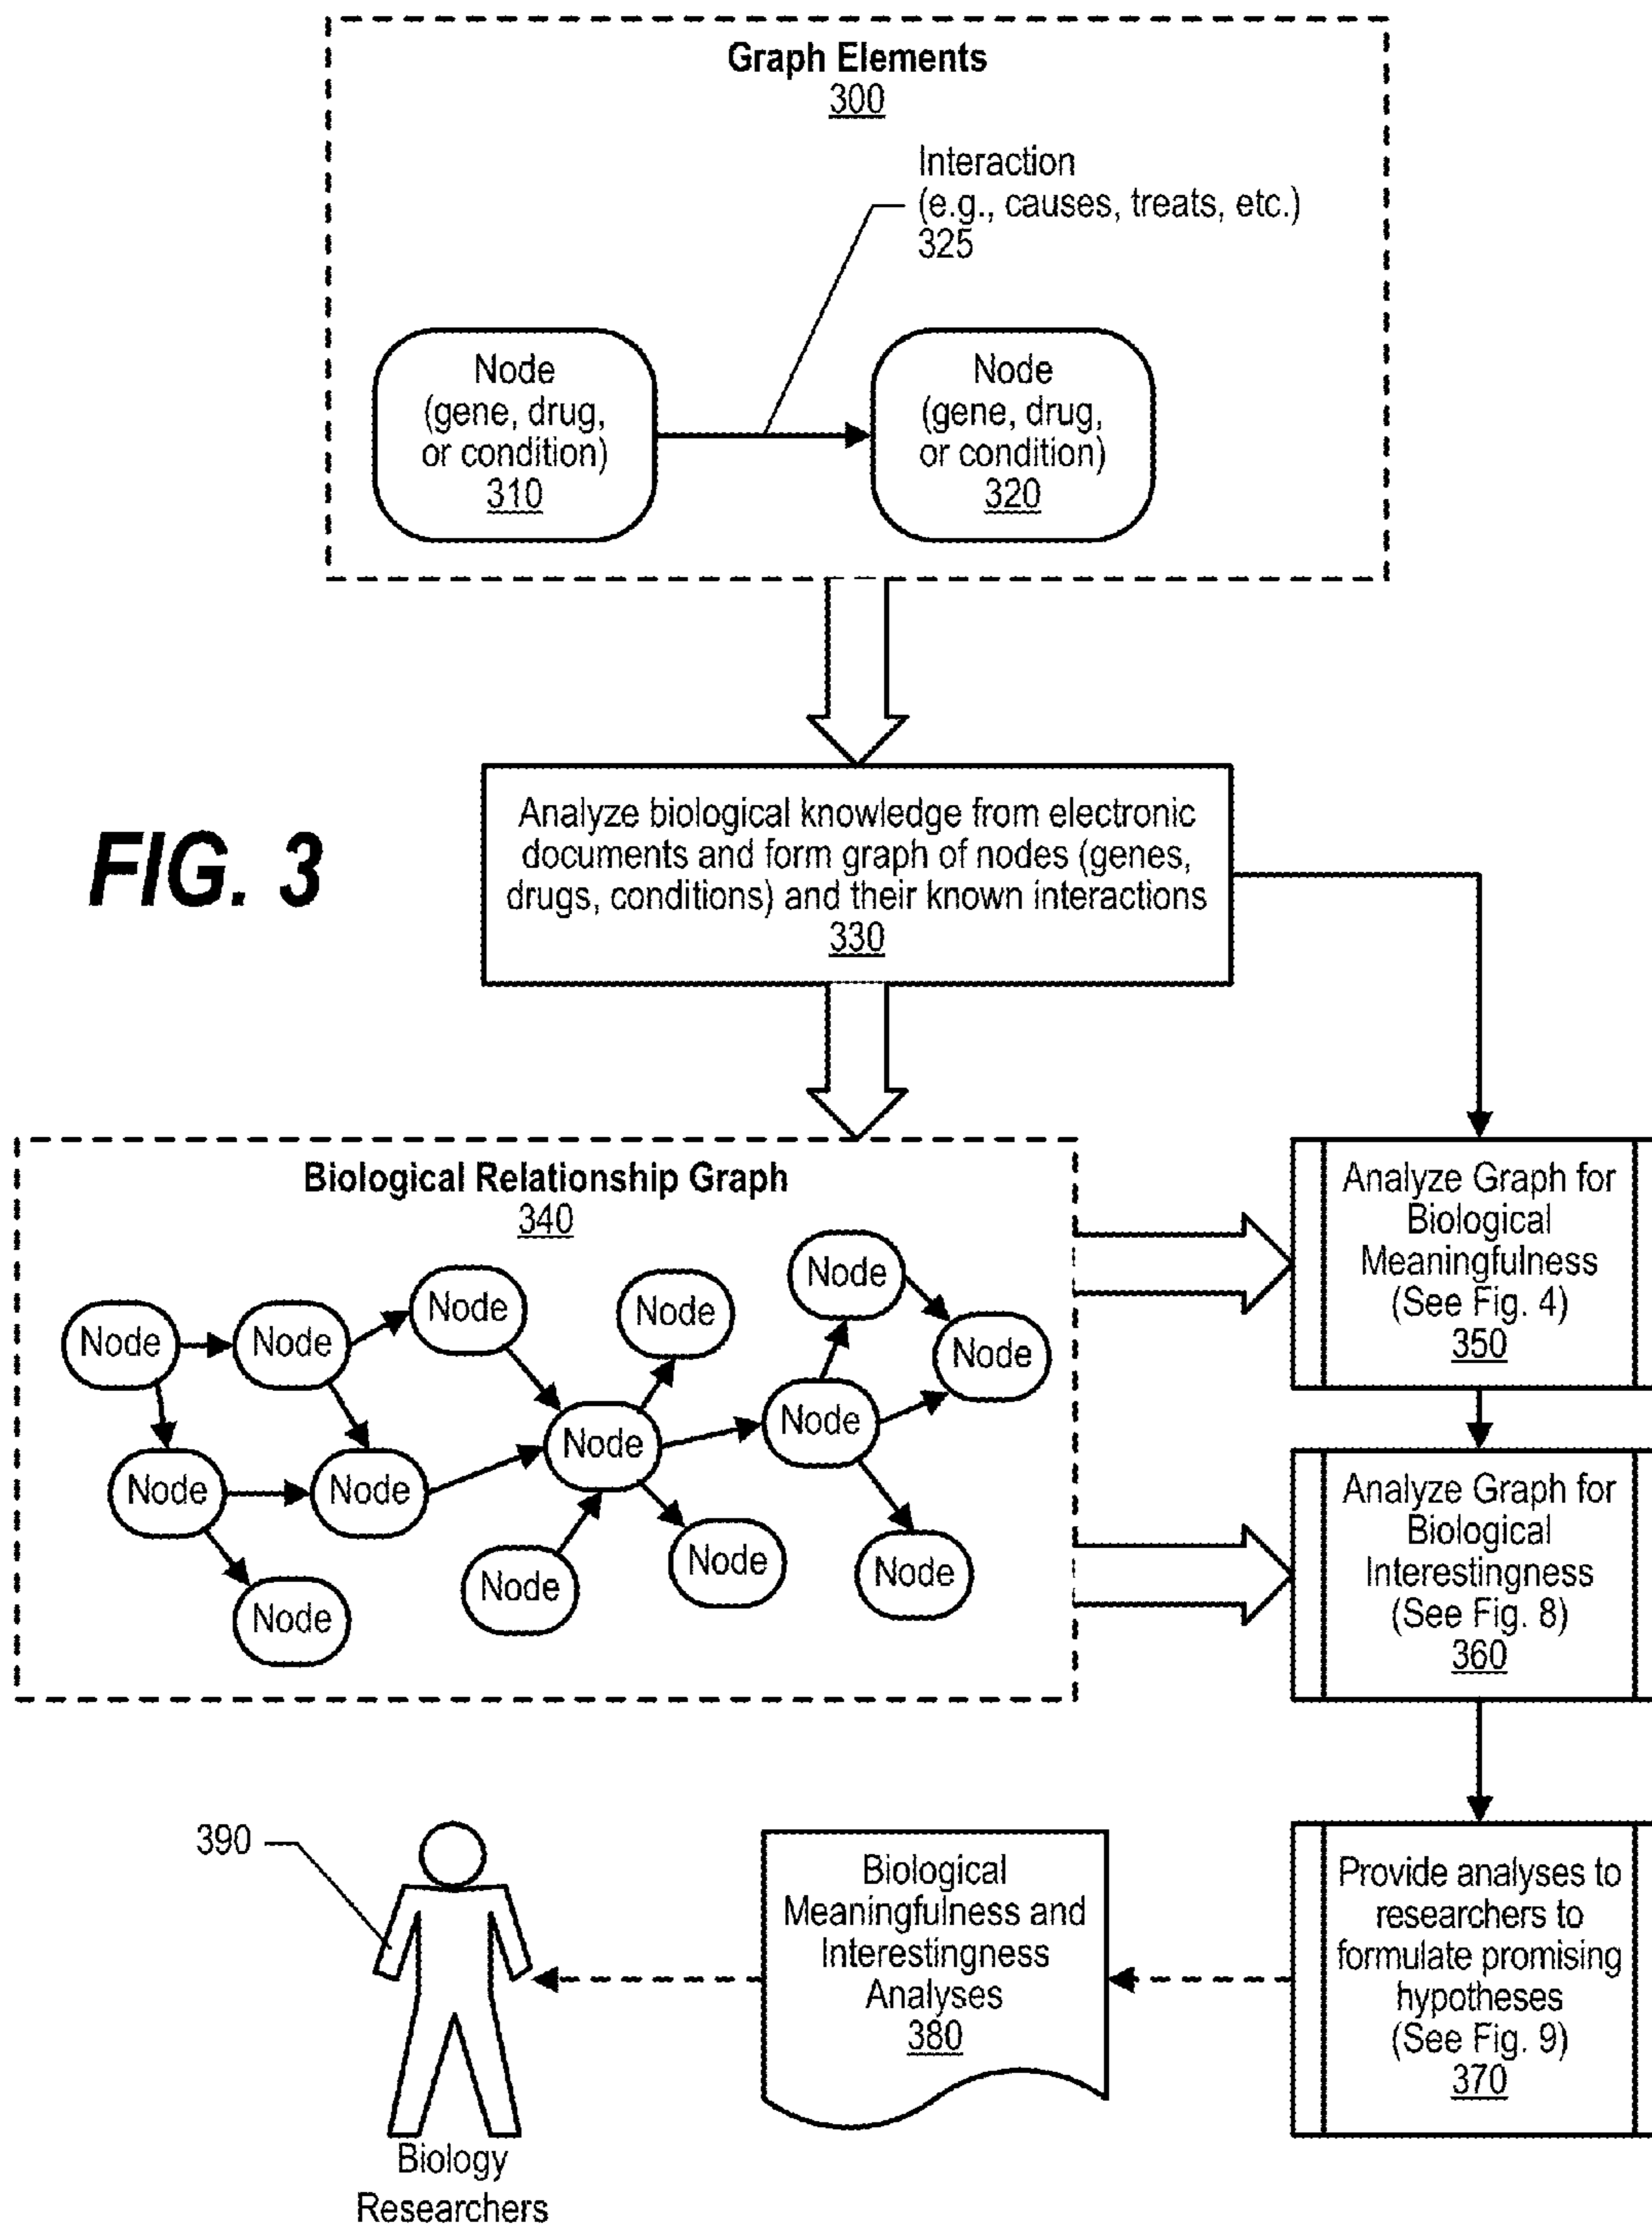 Graph Elements
300
Interaction
(e.g., causes, treats, etc.)
325
Node
(gene, drug,
or condition)
310
Node
(gene, drug,
or condition)
320
FIG. 3
Analyze biological knowledge from electronic
documents and form graph of nodes (genes,
drugs, conditions) and their known interactions
330
Biological Relationship Graph
340
Node
Node
Node
Node
Node
Node
Node
Node
Node
Node
Node
Node
Node
Node
Analyze Graph for
Biological
Meaningfulness
(See Fig. 4)
350
Analyze Graph for
Biological
Interestingness
(See Fig. 8)
360
Provide analyses to
researchers to
formulate promising
hypotheses
(See Fig. 9)
370
Biological
Meaningfulness and
Interestingness
Analyses
380
390
Biology
Researchers